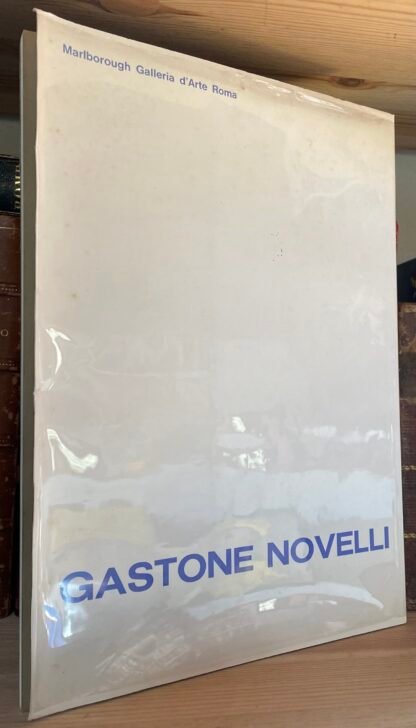 Marlborough Galleria d'Arte Roma
GASTONE NOVELLI